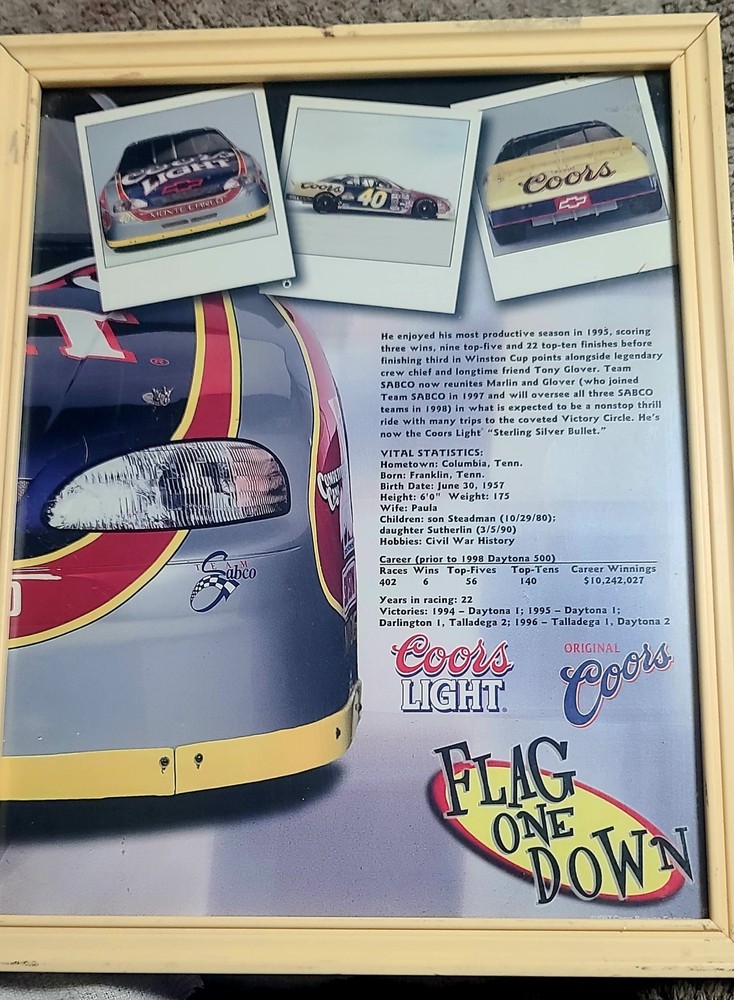 Coors
LIGHT
MONTE CARLO
Coors
40
Coors
®
He enjoyed his most productive season in 1995, scoring
three wins, nine top-five and 22 top-ten finishes before
finishing third in Winston Cup points alongside legendary
crew chief and longtime friend Tony Glover. Team
SABCO now reunites Marlin and Glover (who joined
Team SABCO in 1997 and will oversee all three SABCO
teams in 1998) in what is expected to be a nonstop thrill
ride with many trips to the coveted Victory Circle. He's
now the Coors Light® "Sterling Silver Bullet."
VITAL STATISTICS:
Hometown: Columbia, Tenn.
Born: Franklin, Tenn.
Birth Date: June 30, 1957
Height: 6'0" Weight: 175
Wife: Paula
Children: son Steadman (10/29/80);
daughter Sutherlin (3/5/90)
Hobbies: Civil War History
Career (prior to 1998 Daytona 500)
Races Wins Top-Fives Top-Tens Career Winnings
402 6 56 140 $10,242,027
Years in racing: 22
Victories: 1994 – Daytona 1; 1995 – Daytona 1;
Darlington 1, Talladega 2; 1996 – Talladega 1, Daytona 2
TEAM
Sabco
Coors
LIGHT®
ORIGINAL
Coors
FLAG
ONE
DOWN